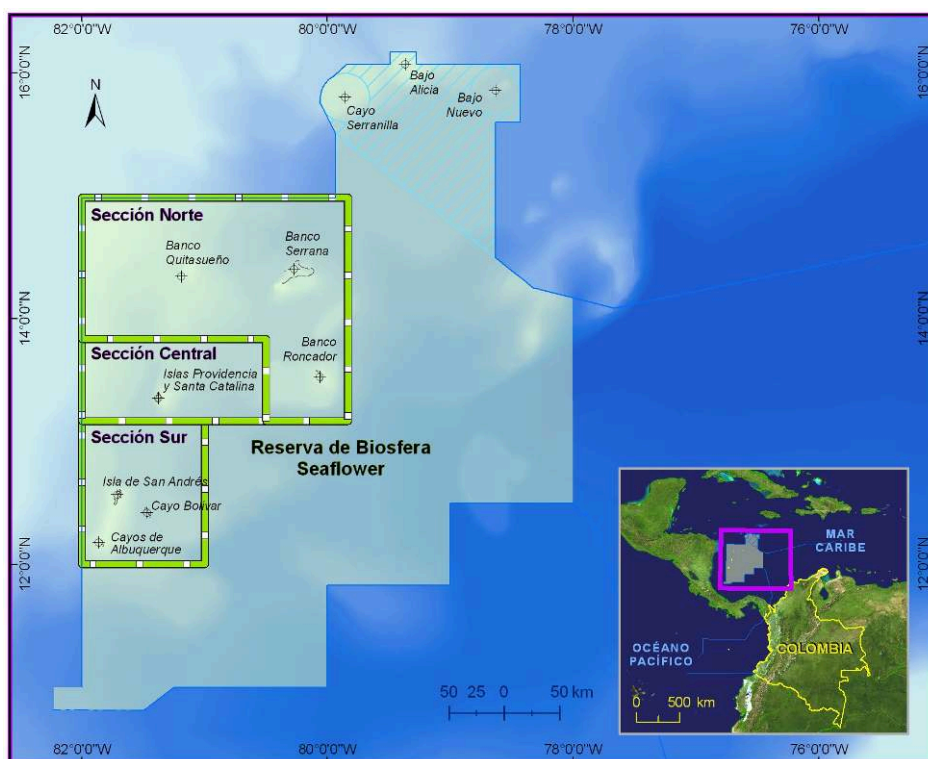 82°0'0"W
80°0'0"W
78°0'0"W
76°0'0"W
16°0'0"N
16°0'0"N
N
Bajo
Alicia
Cayo
Serranilla
Bajo
Nuevo
Sección Norte
Banco
Quitasueño
Banco
Serrana
14°0'0"N
14°0'0"N
Sección Central
Islas Providencia
y Santa Catalina
Banco
Roncador
Sección Sur
Reserva de Biosfera
Seaflower
Isla de San Andrés
Cayo Bolivar
Cayos de
Albuquerque
12°0'0"N
12°0'0"N
MAR
CARIBE
OCÉANO
PACÍFICO
COLOMBIA
0 500 km
50 25 0 50 km
82°0'0"W
80°0'0"W
78°0'0"W
76°0'0"W